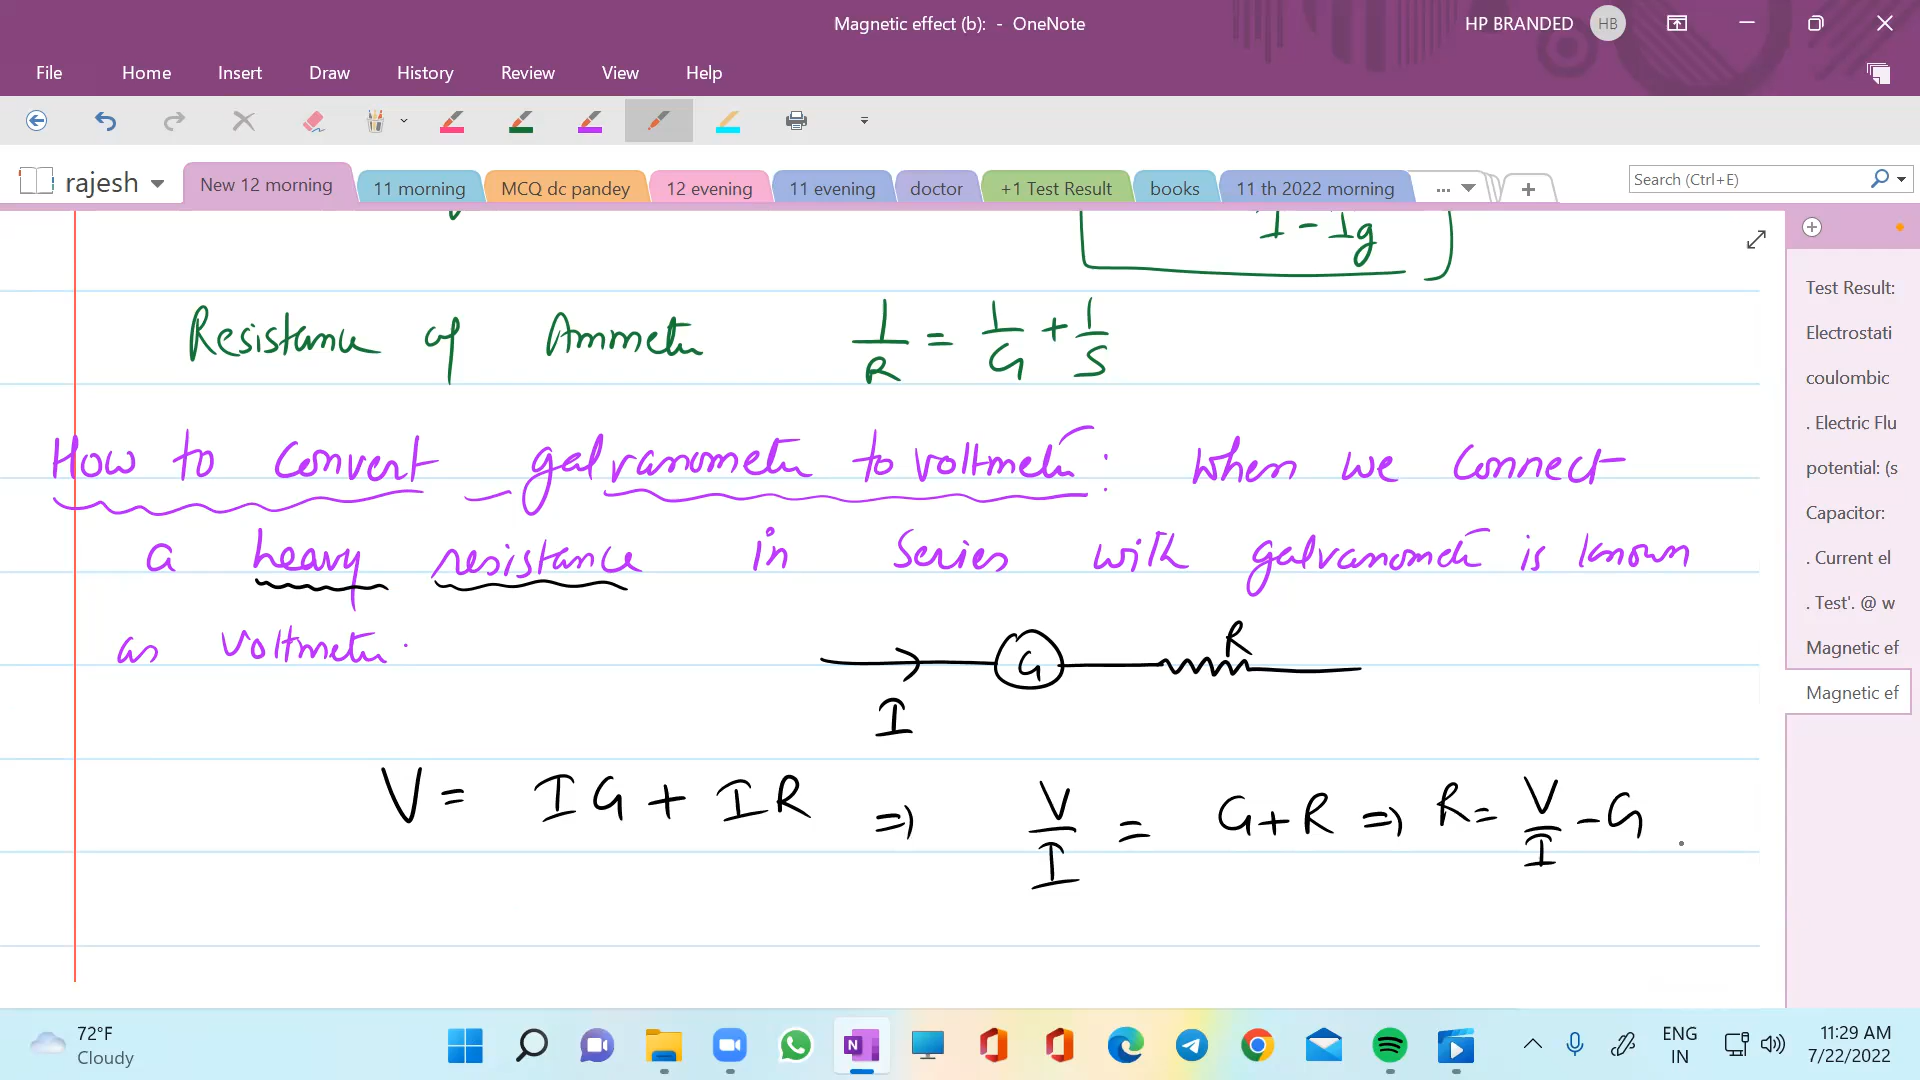 Magnetic effect (b): - OneNote
HP BRANDED HB
File Home Insert Draw History Review View Help
rajesh New 12 morning 11 morning MCQ dc pandey 12 evening 11 evening doctor +1 Test Result books 11 th 2022 morning ... Search (Ctrl+E)
I - Ig
Resistance of Ammeter 1/R = 1/G + 1/S
How to convert galvanometer to voltmeter: When we connect
a heavy resistance in series with galvanometer is known
as voltmeter.
G R
I
V = IG + IR ⇒ V/I = G+R ⇒ R = V/I - G
Test Result:
Electrostati
coulombic
. Electric Flu
potential: (s
Capacitor:
. Current el
. Test'. @ w
Magnetic ef
Magnetic ef
72°F
Cloudy
ENG
IN
11:29 AM
7/22/2022